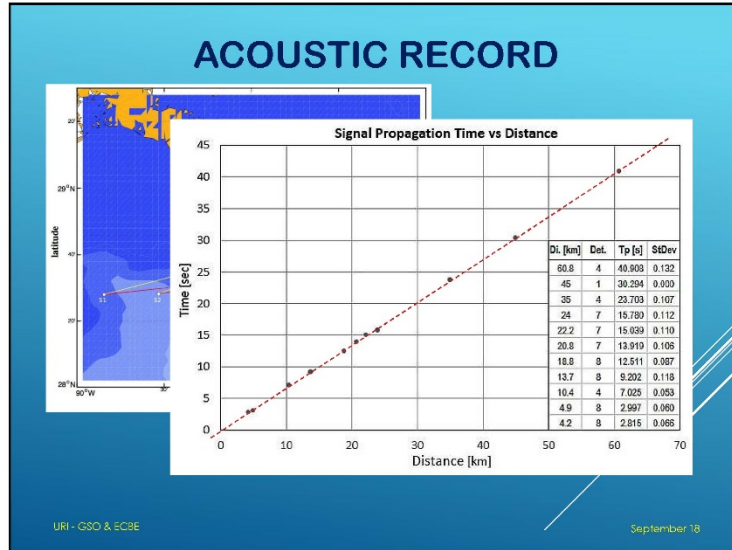 ACOUSTIC RECORD
Signal Propagation Time vs Distance
latitude
20'
29°N
40'
20'
28°N
90°W
30'
S1
S2
Time [sec]
45
40
35
30
25
20
15
10
5
0
0 10 20 30 40 50 60 70
Distance [km]
Di. [km] Det. Tp [s] StDev
60.8 4 40.908 0.132
45 1 30.294 0.000
35 4 23.703 0.107
24 7 15.780 0.112
22.2 7 15.039 0.110
20.8 7 13.919 0.106
18.8 8 12.511 0.087
13.7 8 9.202 0.118
10.4 4 7.025 0.053
4.9 8 2.997 0.060
4.2 8 2.815 0.066
URI - GSO & ECBE
September 18